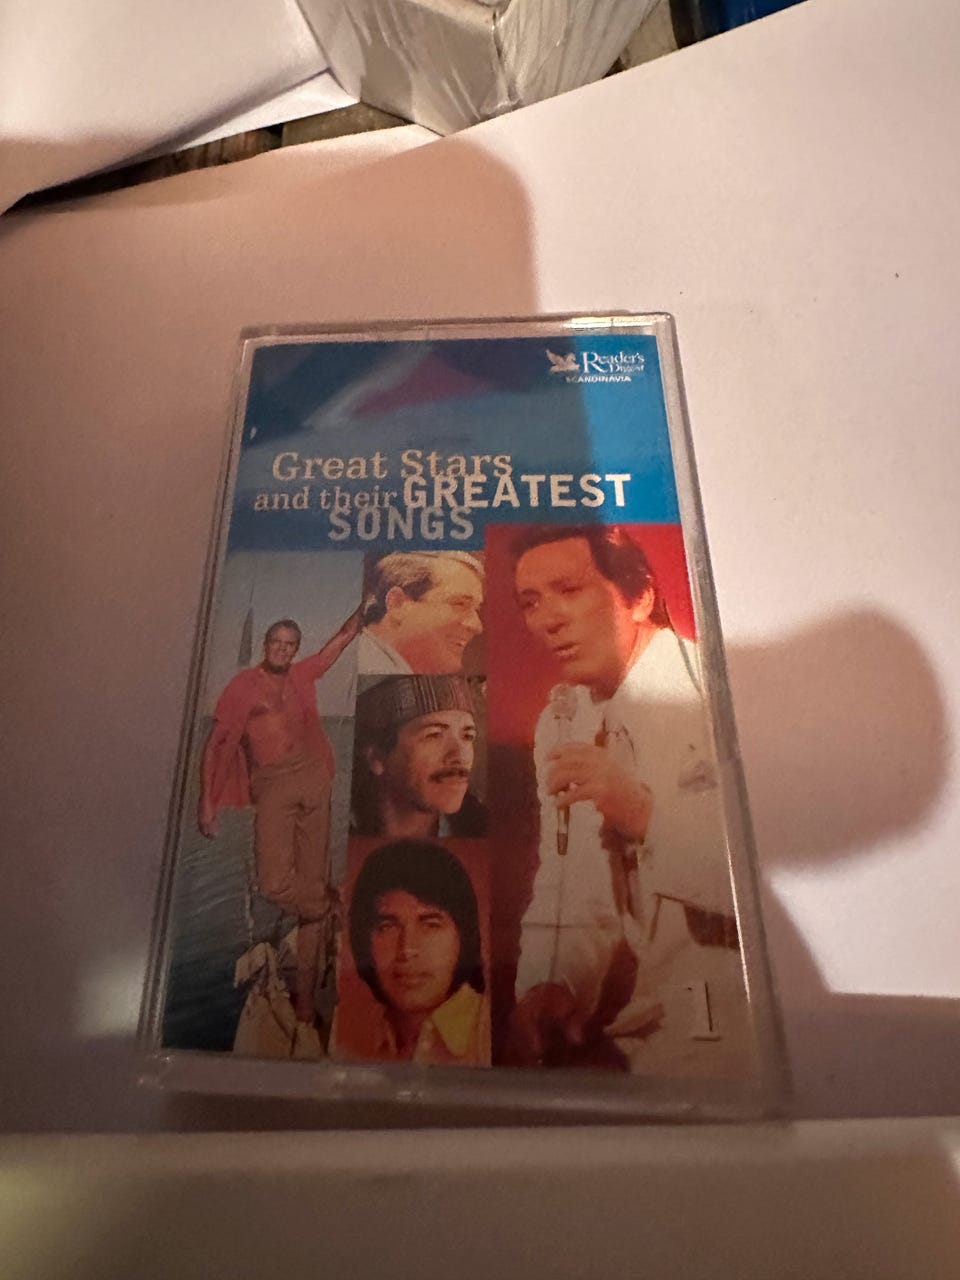 Reader's
Digest
SCANDINAVIA
Great Stars
and their GREATEST
SONGS
1